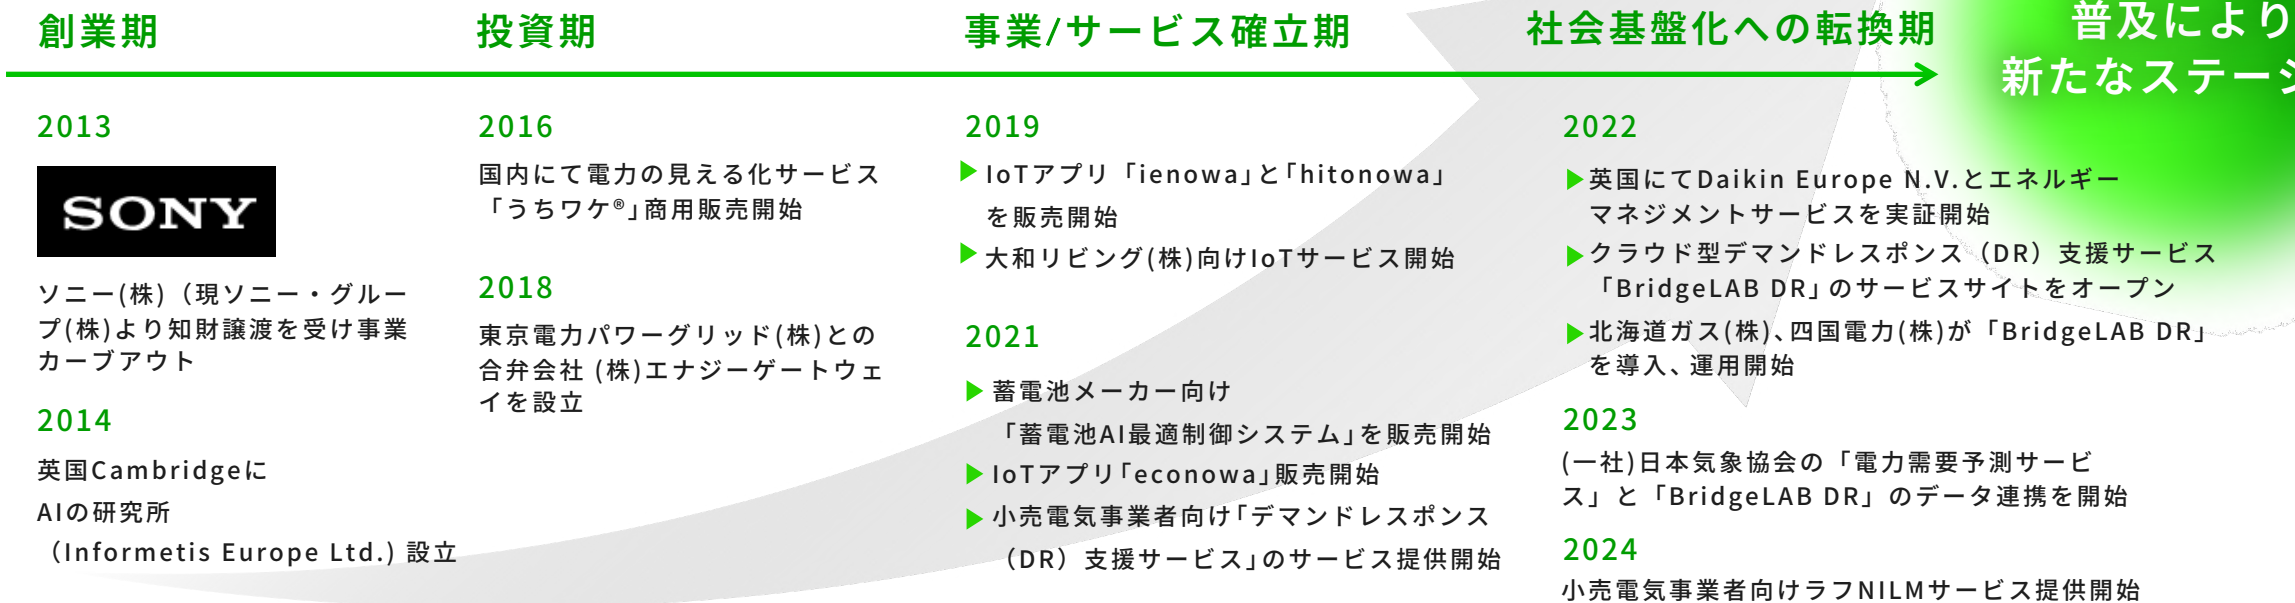 創業期
投資期
事業/サービス確立期
社会基盤化への転換期
普及により
新たなステージ
2013
SONY
ソニー(株)（現ソニー・グルー
プ(株)より知財譲渡を受け事業
カーブアウト
2014
英国Cambridgeに
AIの研究所
（Informetis Europe Ltd.) 設立
2016
国内にて電力の見える化サービス
「うちワケ®」商用販売開始
2018
東京電力パワーグリッド(株)との
合弁会社 (株)エナジーゲートウェ
イを設立
2019
▶ IoTアプリ「ienowa」と「hitonowa」
を販売開始
▶ 大和リビング(株)向けIoTサービス開始
2021
▶ 蓄電池メーカー向け
「蓄電池AI最適制御システム」を販売開始
▶ IoTアプリ「econowa」販売開始
▶ 小売電気事業者向け「デマンドレスポンス
（DR）支援サービス」のサービス提供開始
2022
▶英国にてDaikin Europe N.V.とエネルギー
マネジメントサービスを実証開始
▶クラウド型デマンドレスポンス（DR）支援サービス
「BridgeLAB DR」のサービスサイトをオープン
▶北海道ガス(株)、四国電力(株)が「BridgeLAB DR」
を導入、運用開始
2023
(一社)日本気象協会の「電力需要予測サービ
ス」と「BridgeLAB DR」のデータ連携を開始
2024
小売電気事業者向けラフNILMサービス提供開始